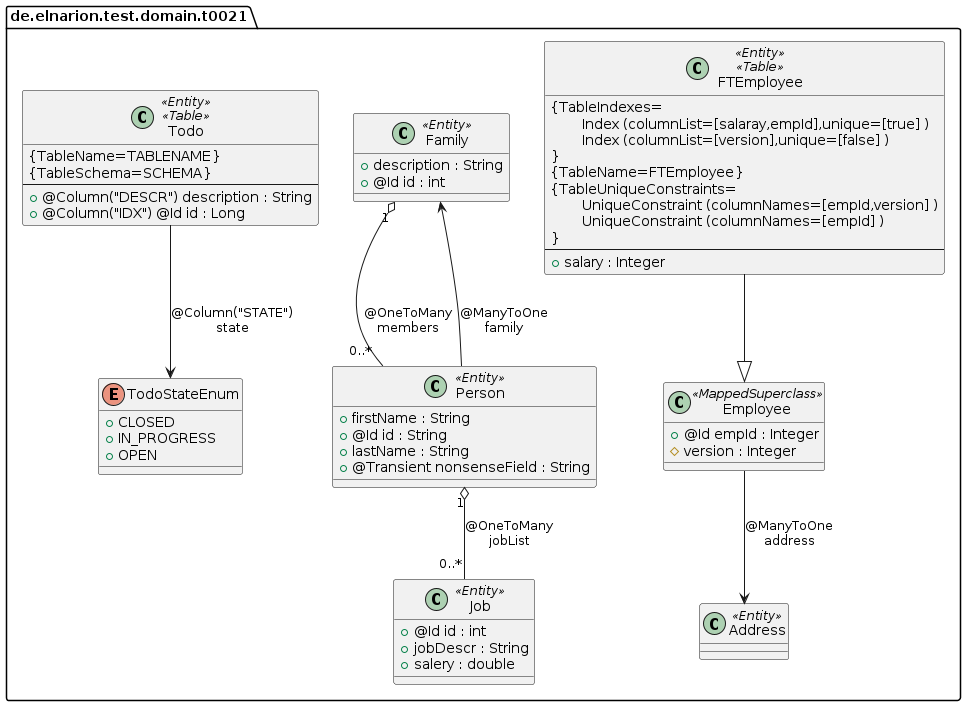 de.elnarion.test.domain.t0021
«Entity»
«Table»
C Todo
{TableName=TABLENAME}
{TableSchema=SCHEMA}
@Column("DESCR") description : String
@Column("IDX") @Id id : Long
«Entity»
C Family
description : String
@Id id : int
«Entity»
«Table»
C FTEmployee
{TableIndexes=
Index (columnList=[salaray,empId],unique=[true] )
Index (columnList=[version],unique=[false] )
}
{TableName=FTEmployee}
{TableUniqueConstraints=
UniqueConstraint (columnNames=[empId,version] )
UniqueConstraint (columnNames=[empId] )
}
salary : Integer
@Column("STATE")
state
1
@OneToMany
members
0..*
@ManyToOne
family
E TodoStateEnum
CLOSED
IN_PROGRESS
OPEN
«Entity»
C Person
firstName : String
@Id id : String
lastName : String
@Transient nonsenseField : String
«MappedSuperclass»
C Employee
@Id empId : Integer
version : Integer
1
@OneToMany
jobList
0..*
@ManyToOne
address
«Entity»
C Job
@Id id : int
jobDescr : String
salery : double
«Entity»
C Address